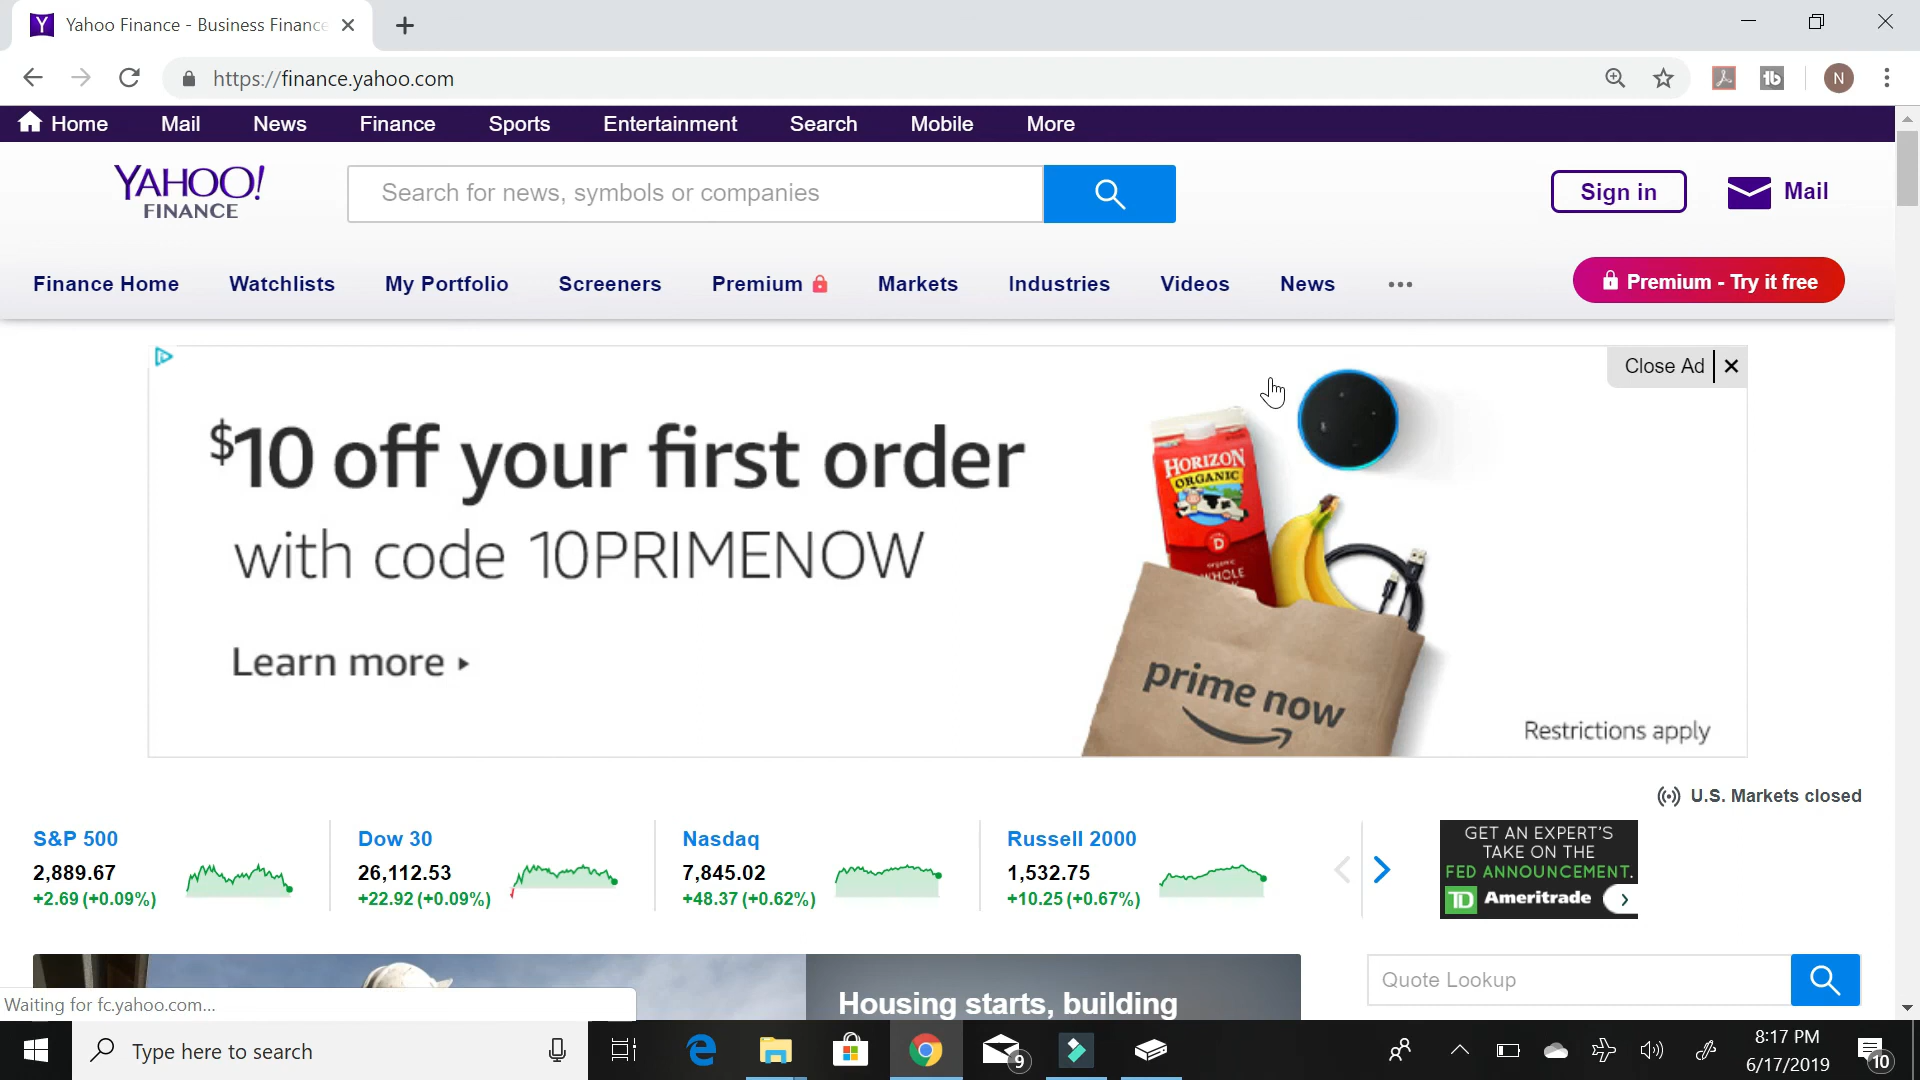 Yahoo Finance - Business Finance
https://finance.yahoo.com
N
Home Mail News Finance Sports Entertainment Search Mobile More
YAHOO!
FINANCE
Search for news, symbols or companies
Sign in
Mail
Finance Home Watchlists My Portfolio Screeners Premium Markets Industries Videos News ...
Premium - Try it free
Close Ad
$10 off your first order
with code 10PRIMENOW
Learn more
HORIZON
ORGANIC
D
organic
WHOLE
prime now
Restrictions apply
U.S. Markets closed
S&P 500
2,889.67
+2.69 (+0.09%)
Dow 30
26,112.53
+22.92 (+0.09%)
Nasdaq
7,845.02
+48.37 (+0.62%)
Russell 2000
1,532.75
+10.25 (+0.67%)
GET AN EXPERT'S
TAKE ON THE
FED ANNOUNCEMENT.
TD Ameritrade
Housing starts, building
Quote Lookup
Waiting for fc.yahoo.com...
Type here to search
9
8:17 PM
6/17/2019
10